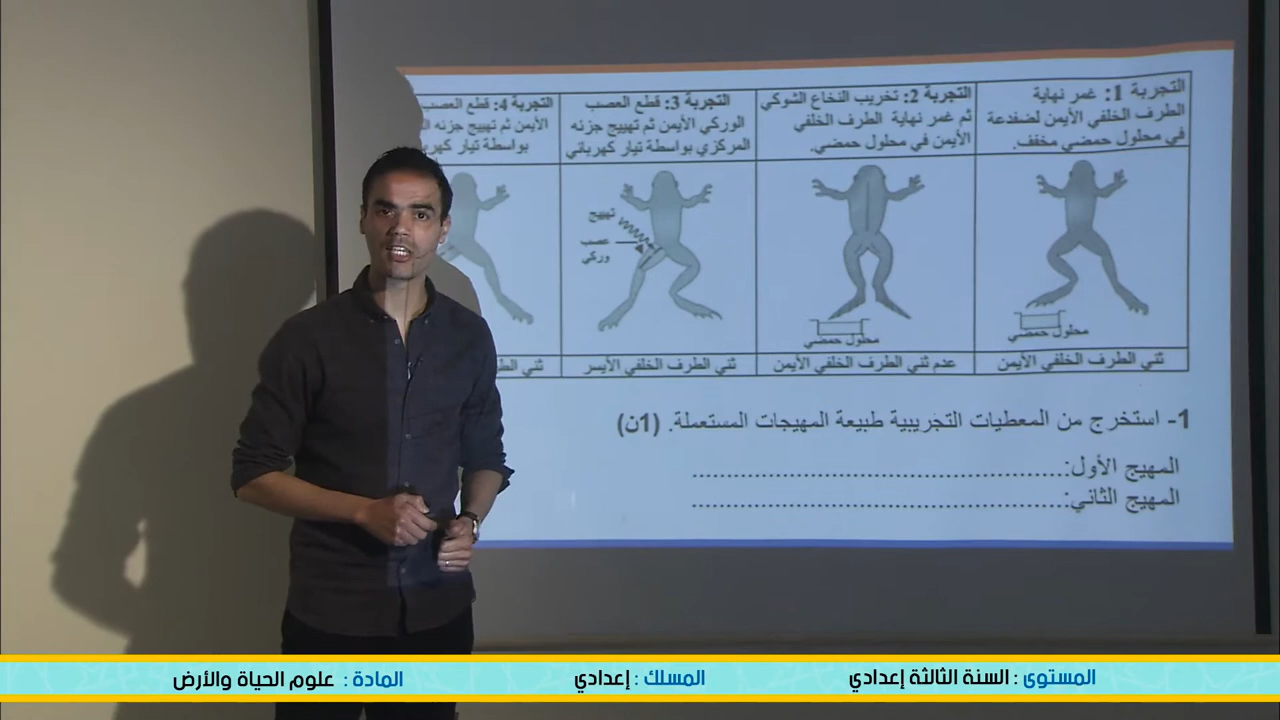 التجربة 1: غمر نهاية
الطرف الخلفي الأيمن لضفدعة
في محلول حمضي مخفف.
التجربة 2: تخريب النخاع الشوكي
ثم غمر نهاية الطرف الخلفي
الأيمن في محلول حمضي.
التجربة 3: قطع العصب
الوركي الأيمن ثم تهييج جزئه
المركزي بواسطة تيار كهربائي
التجربة 4: قطع العصب
الأيمن ثم تهييج جزئه
بواسطة تيار
محلول حمضي
محلول حمضي
تهييج
عصب
وركي
ثني الطرف الخلفي الأيمن
عدم ثني الطرف الخلفي الأيمن
ثني الطرف الخلفي الأيسر
ثني
1- استخرج من المعطيات التجريبية طبيعة المهيجات المستعملة. (1ن)
المهيج الأول:......................................................
المهيج الثاني:......................................................
المستوى : السنة الثالثة إعدادي
المسلك : إعدادي
المادة : علوم الحياة والأرض